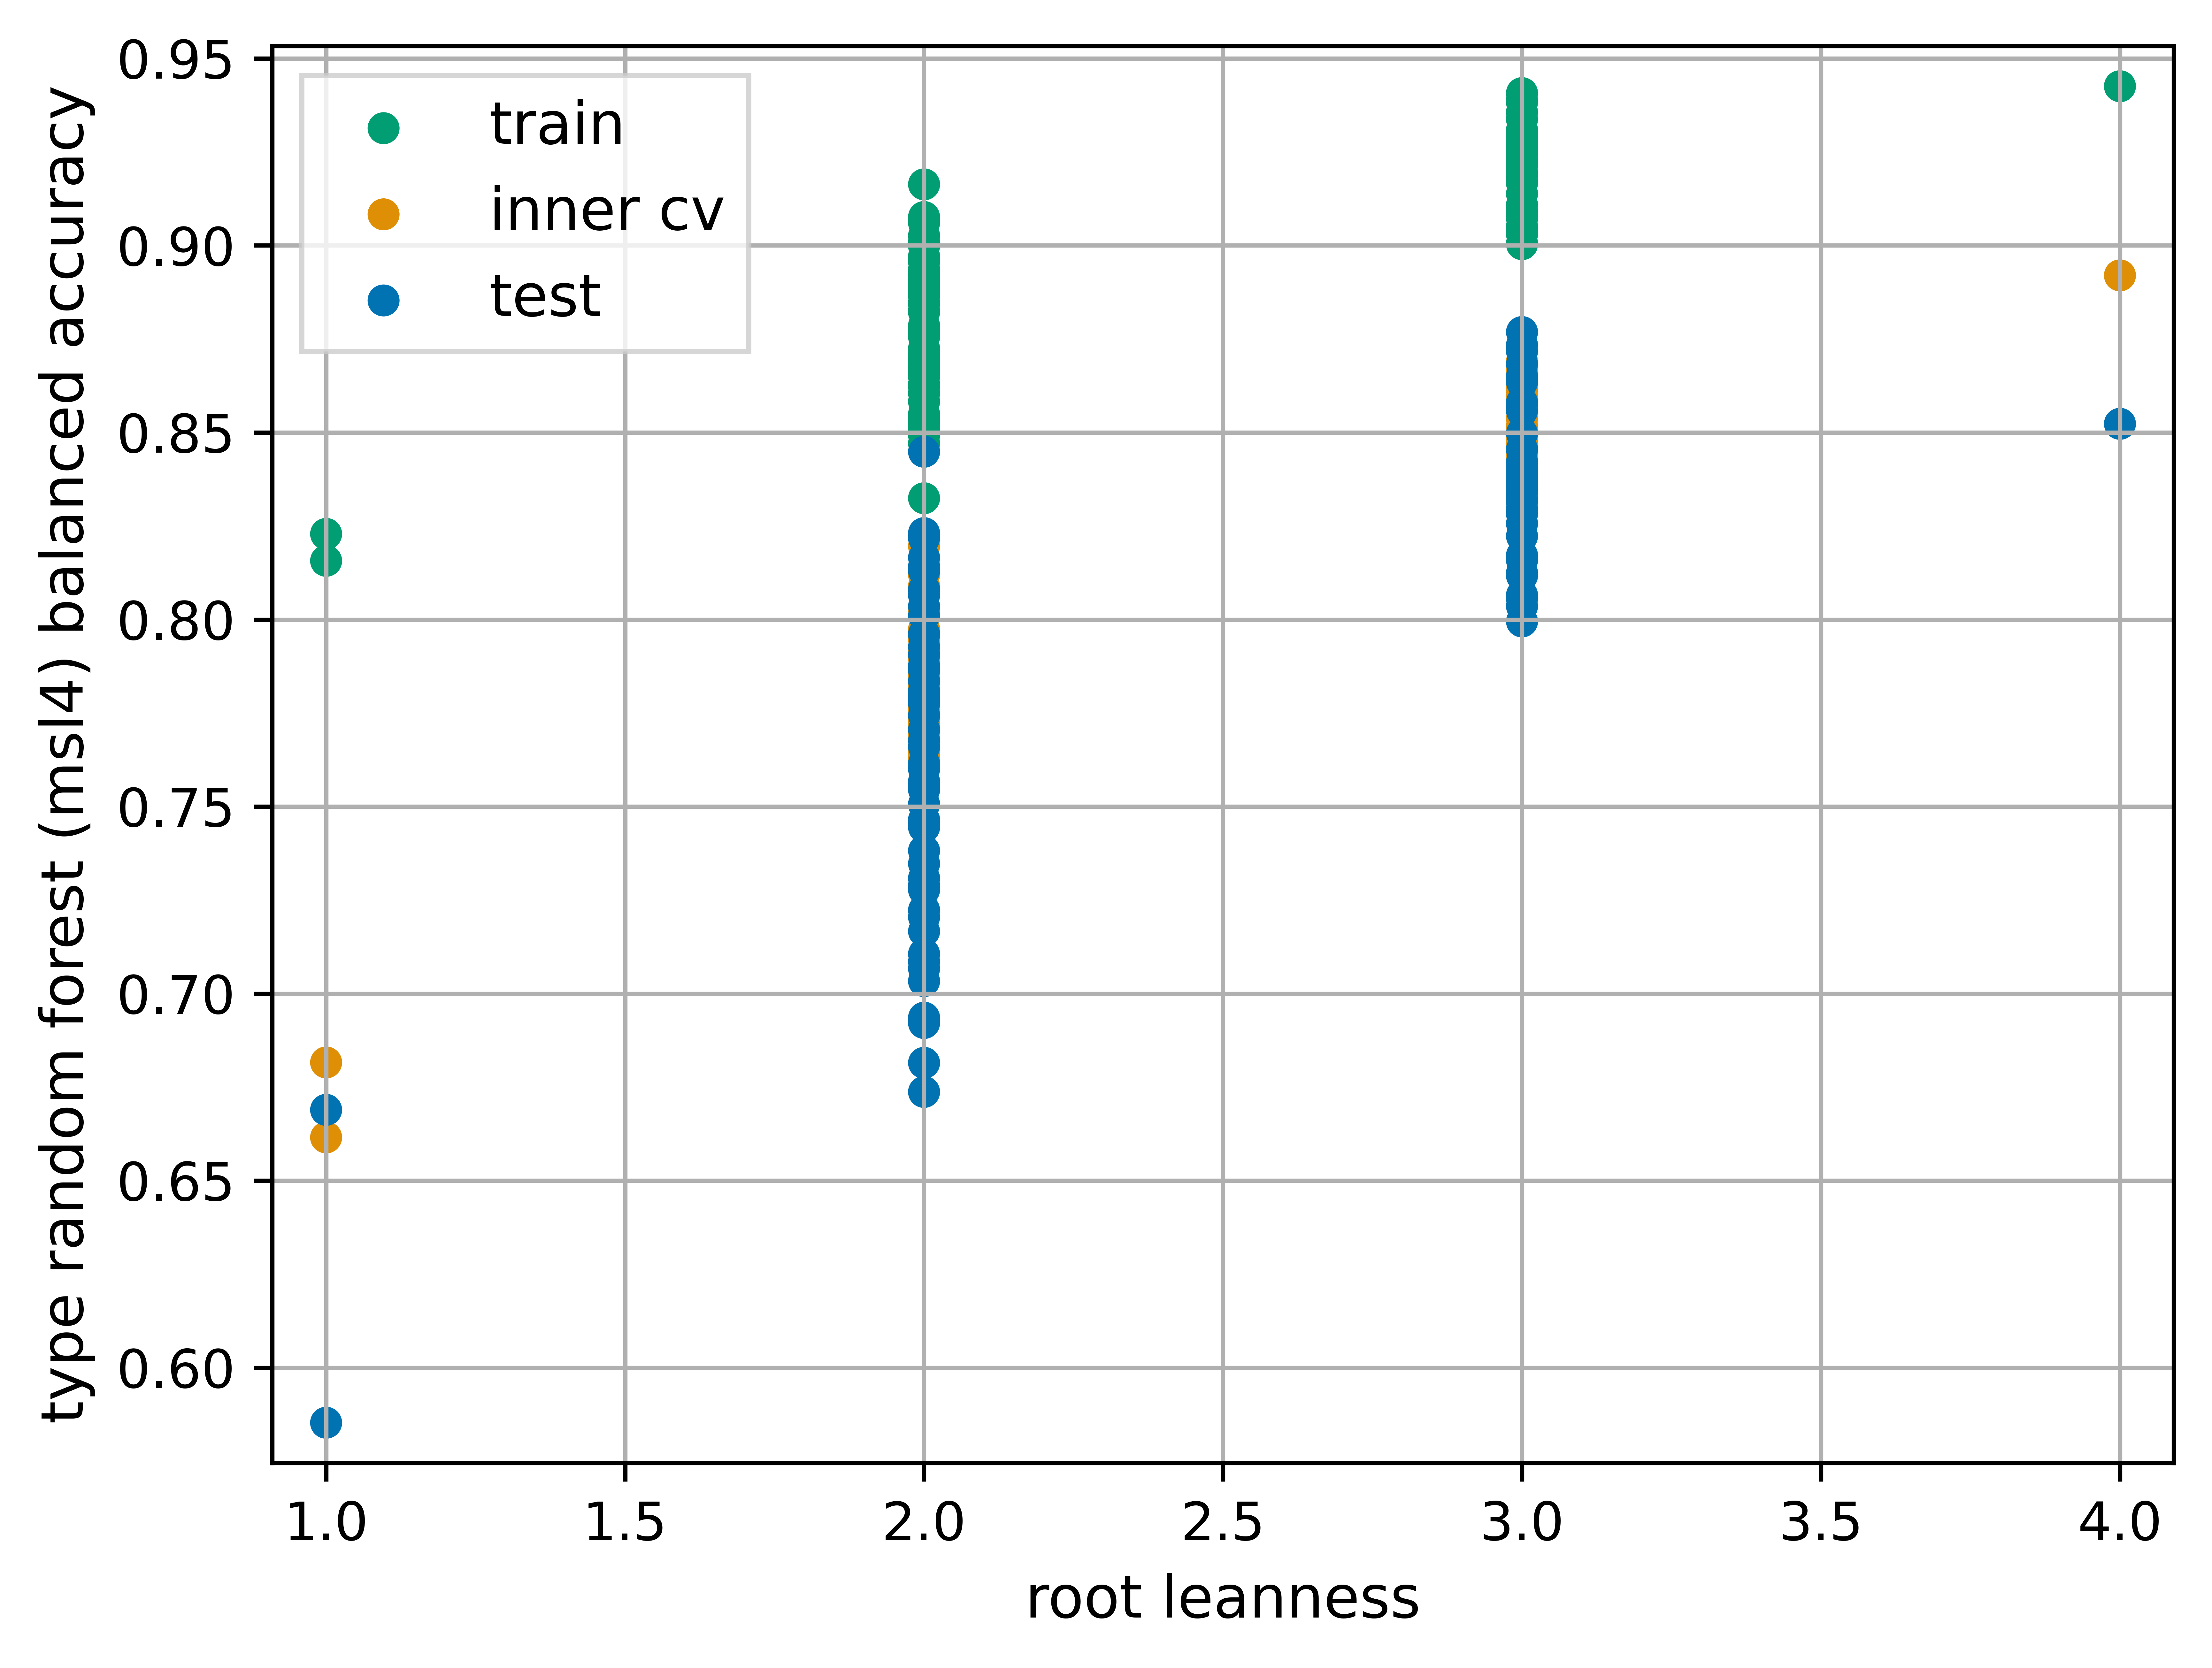 type random forest (msl4) balanced accuracy
0.95
0.90
0.85
0.80
0.75
0.70
0.65
0.60
train
inner cv
test
1.0 1.5 2.0 2.5 3.0 3.5 4.0
root leanness